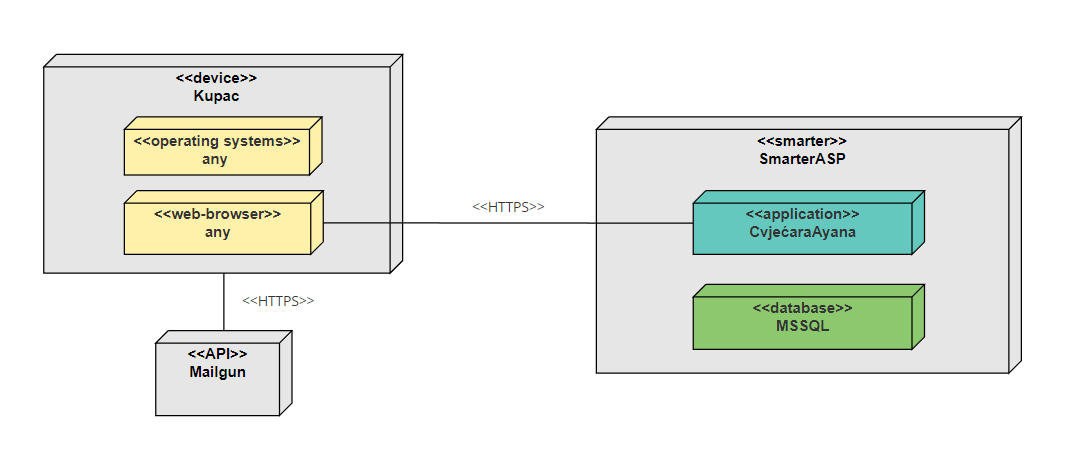 <<device>>
Kupac
<<operating systems>>
any
<<web-browser>>
any
<<HTTPS>>
<<smarter>>
SmarterASP
<<application>>
CvjećaraAyana
<<database>>
MSSQL
<<HTTPS>>
<<API>>
Mailgun